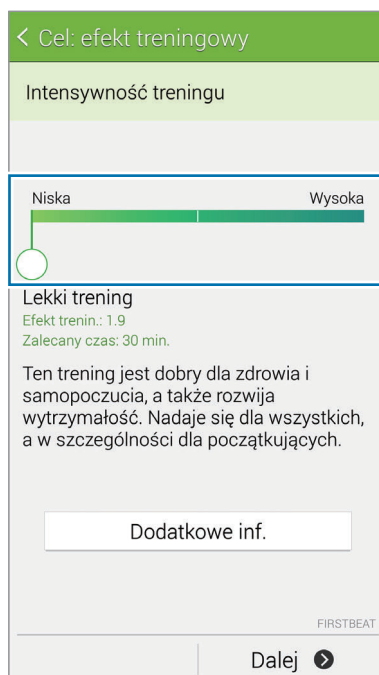 Cel: efekt treningowy
Intensywność treningu
Niska Wysoka
Lekki trening
Efekt trenin.: 1.9
Zalecany czas: 30 min.
Ten trening jest dobry dla zdrowia i
samopoczucia, a także rozwija
wytrzymałość. Nadaje się dla wszystkich,
a w szczególności dla początkujących.
Dodatkowe inf.
FIRSTBEAT
Dalej